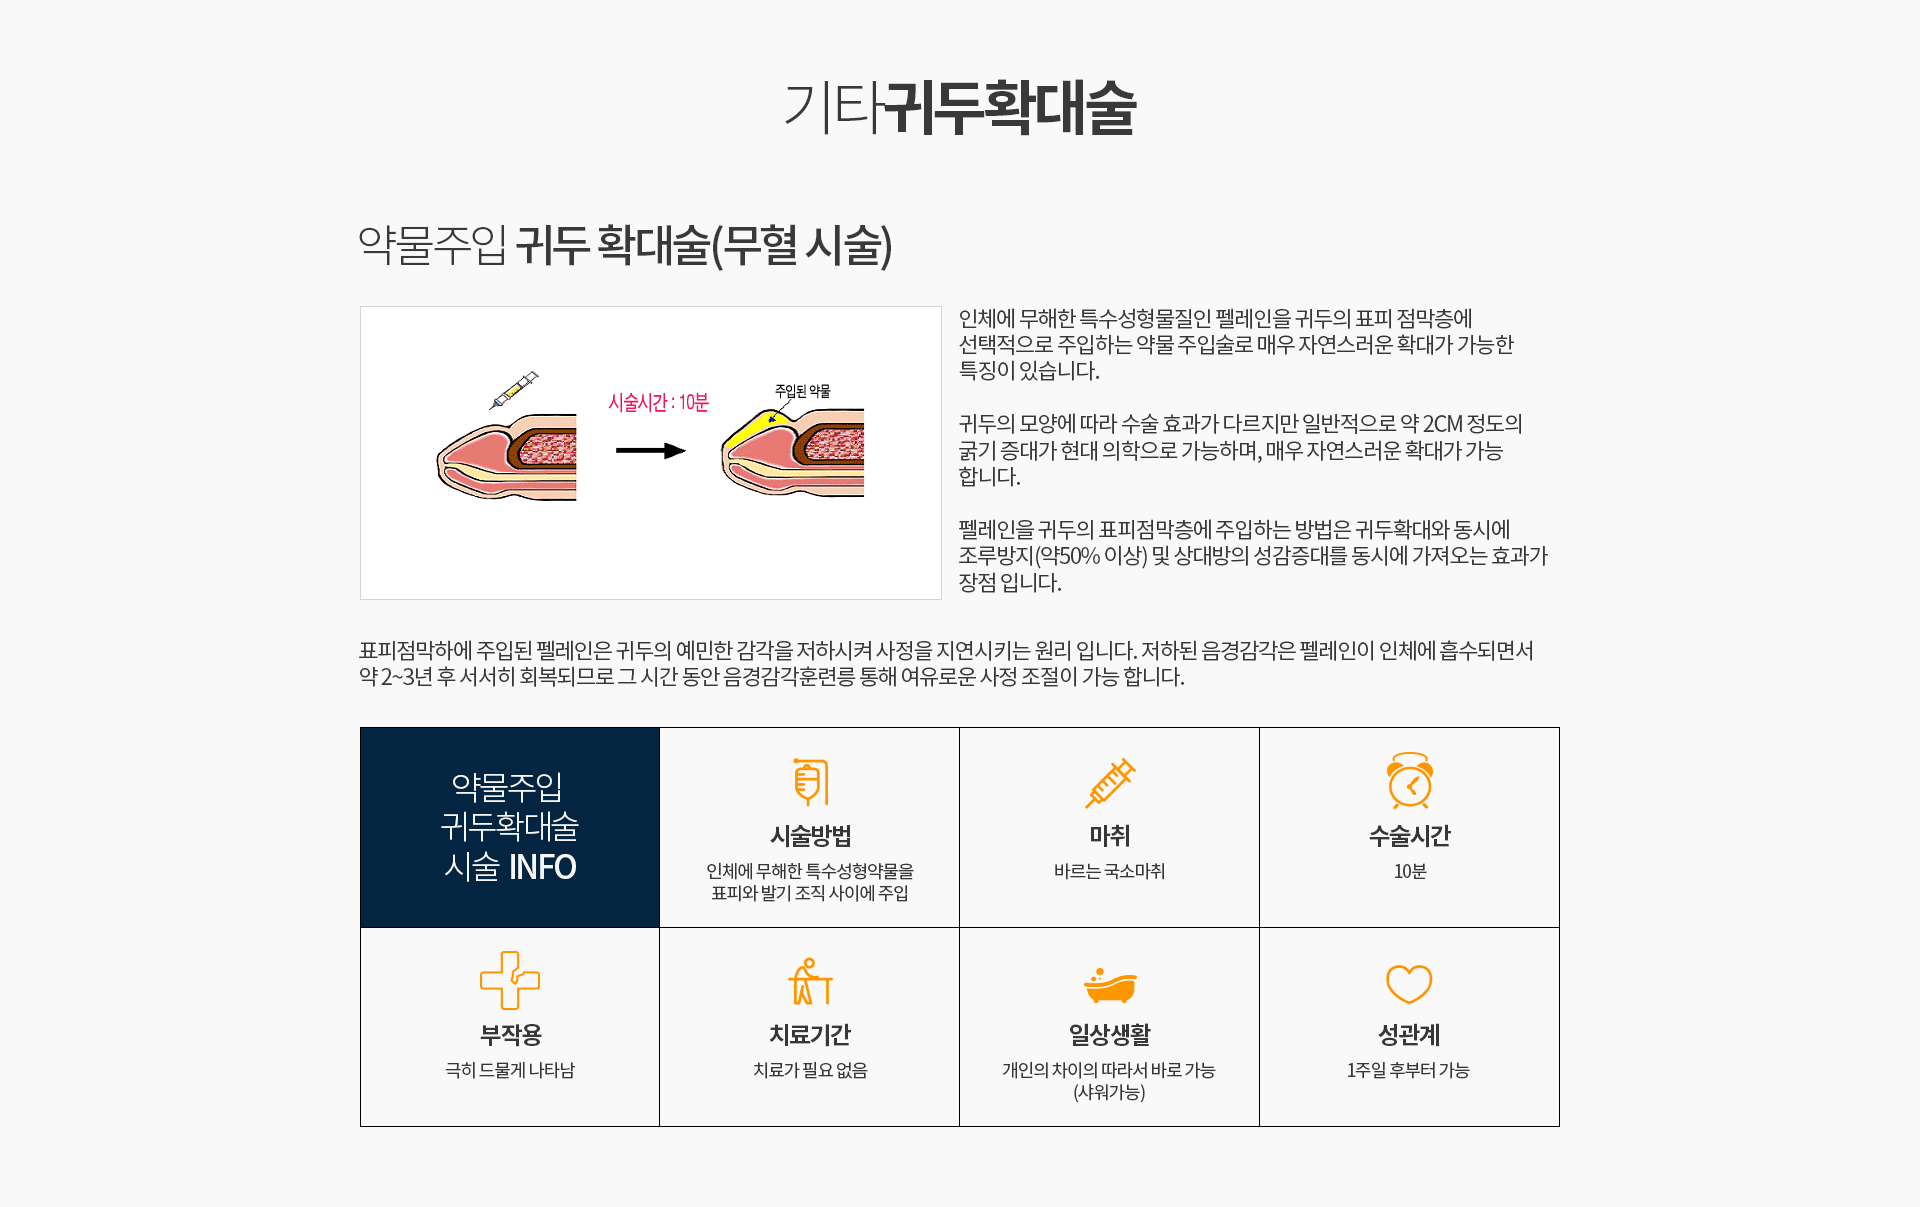 기타귀두확대술
약물주입 귀두 확대술(무혈 시술)
시술시간 : 10분
주입된 약물
인체에 무해한 특수성형물질인 펠레인을 귀두의 표피 점막층에
선택적으로 주입하는 약물 주입술로 매우 자연스러운 확대가 가능한
특징이 있습니다.
귀두의 모양에 따라 수술 효과가 다르지만 일반적으로 약 2CM 정도의
굵기 증대가 현대 의학으로 가능하며, 매우 자연스러운 확대가 가능
합니다.
펠레인을 귀두의 표피점막층에 주입하는 방법은 귀두확대와 동시에
조루방지(약50% 이상) 및 상대방의 성감증대를 동시에 가져오는 효과가
장점 입니다.
표피점막하에 주입된 펠레인은 귀두의 예민한 감각을 저하시켜 사정을 지연시키는 원리 입니다. 저하된 음경감각은 펠레인이 인체에 흡수되면서
약 2~3년 후 서서히 회복되므로 그 시간 동안 음경감각훈련릉 통해 여유로운 사정 조절이 가능 합니다.
약물주입
귀두확대술
시술 INFO
시술방법
인체에 무해한 특수성형약물을
표피와 발기 조직 사이에 주입
마취
바르는 국소마취
수술시간
10분
부작용
극히 드물게 나타남
치료기간
치료가 필요 없음
일상생활
개인의 차이의 따라서 바로 가능
(샤워가능)
성관계
1주일 후부터 가능